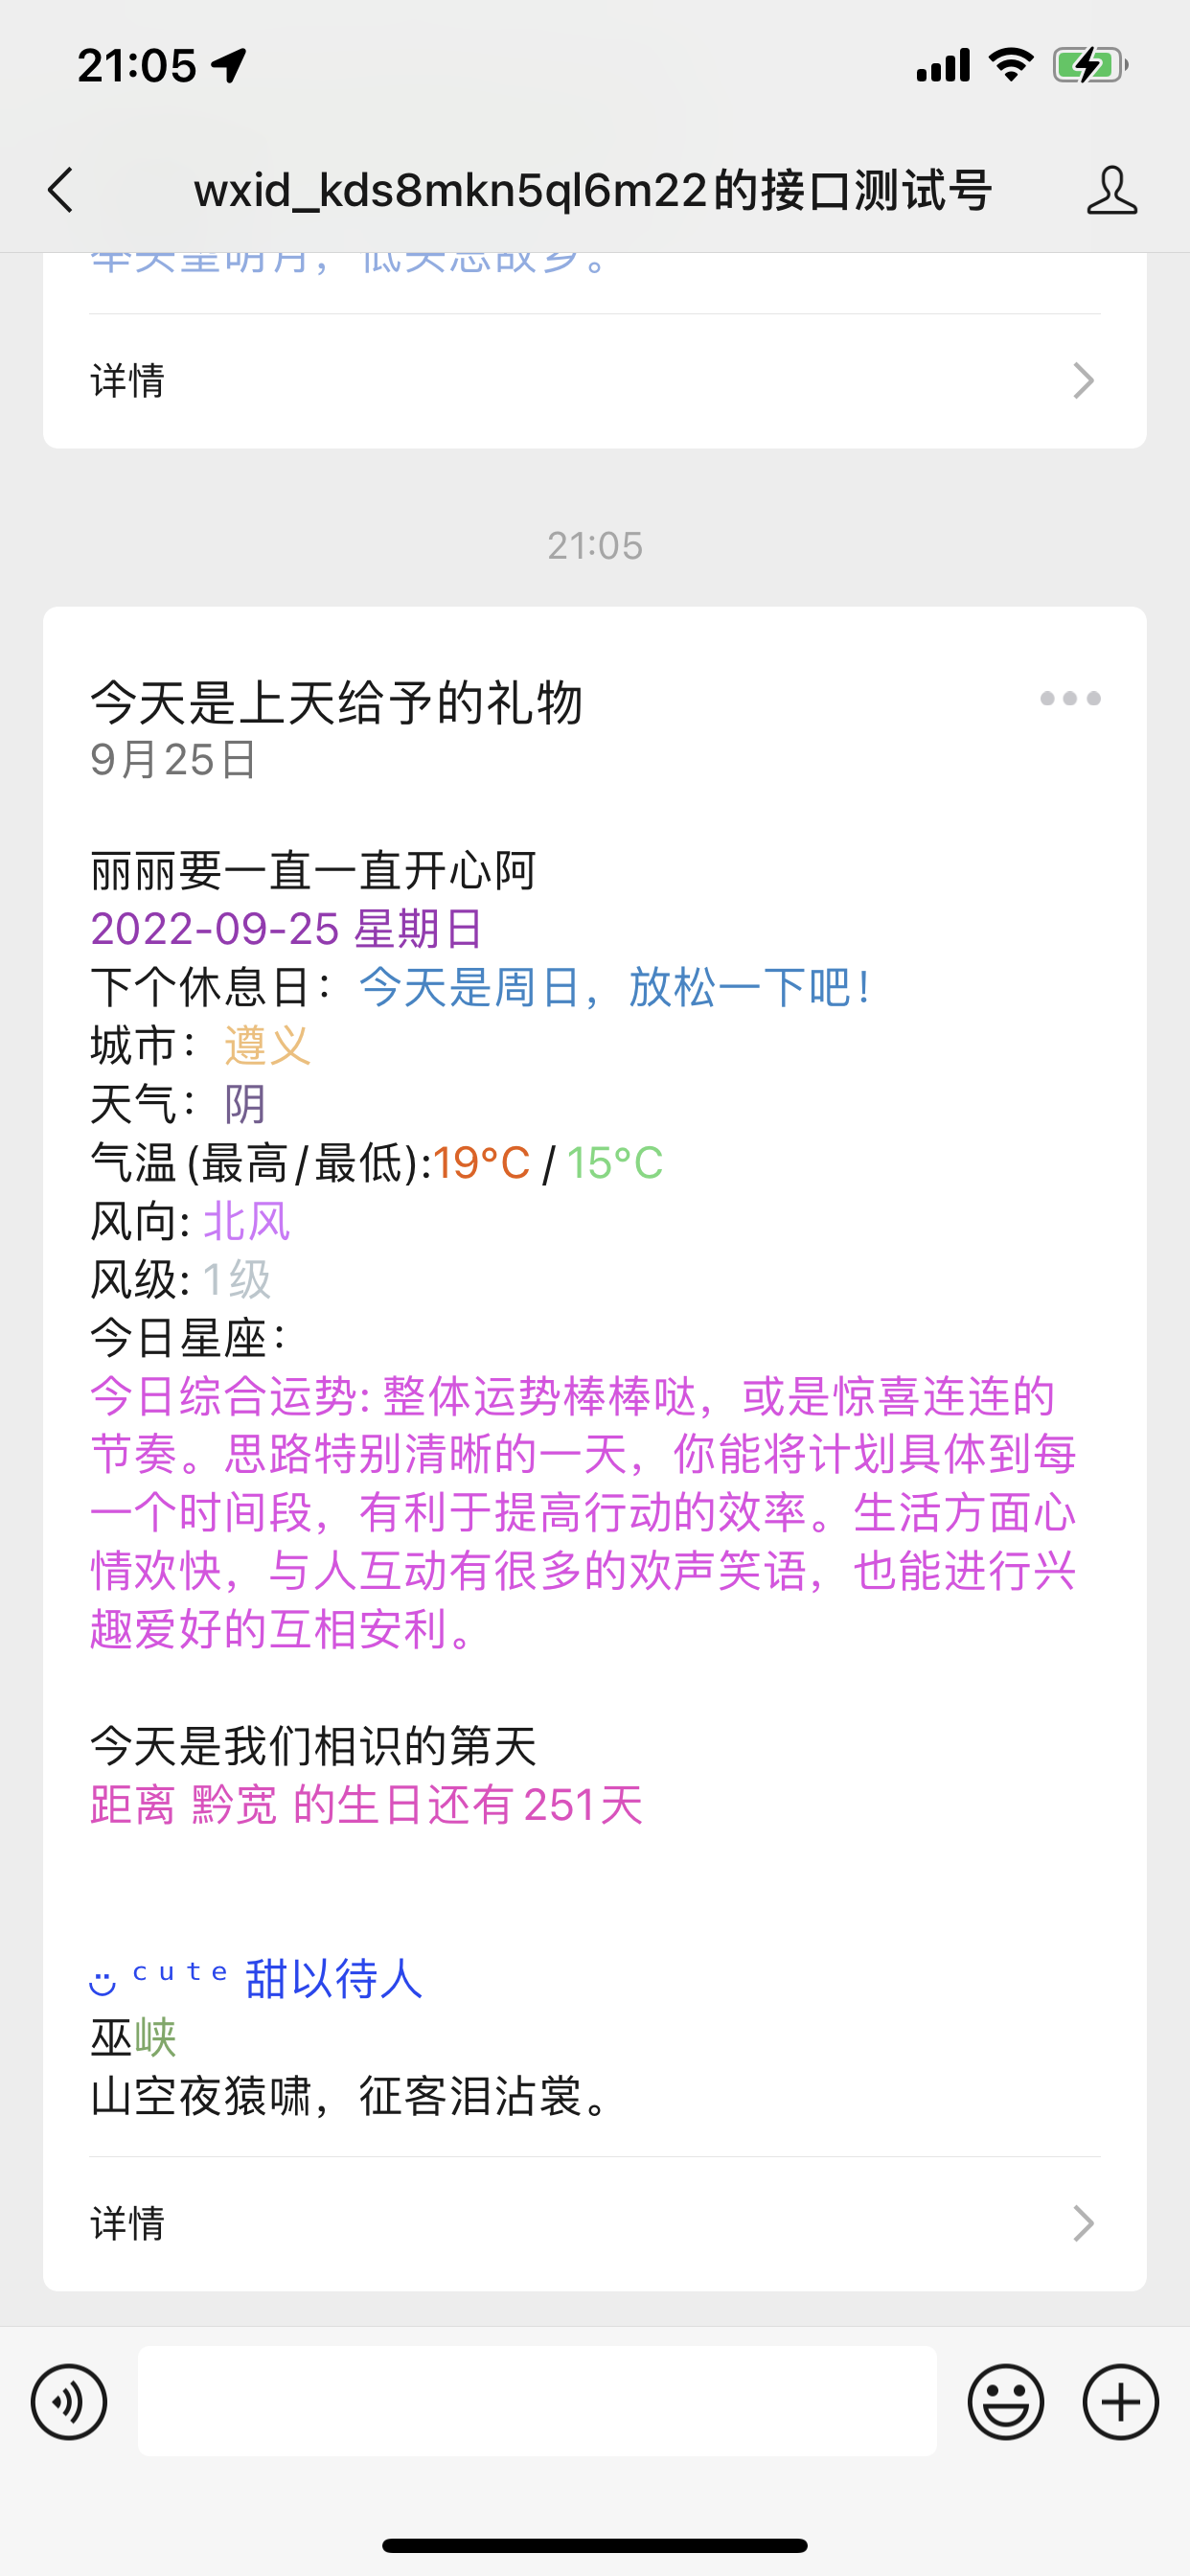 21:05
wxid_kds8mkn5ql6m22的接口测试号
举头望明月，低头思故乡。
详情
21:05
今天是上天给予的礼物
9月25日
丽丽要一直一直开心阿
2022-09-25 星期日
下个休息日：今天是周日，放松一下吧！
城市：遵义
天气：阴
气温(最高/最低):19°C / 15°C
风向: 北风
风级: 1级
今日星座：
今日综合运势: 整体运势棒棒哒，或是惊喜连连的
节奏。思路特别清晰的一天，你能将计划具体到每
一个时间段，有利于提高行动的效率。生活方面心
情欢快，与人互动有很多的欢声笑语，也能进行兴
趣爱好的互相安利。
今天是我们相识的第天
距离 黔宽 的生日还有251天
ᶜᵘᵗᵉ 甜以待人
巫峡
山空夜猿啸，征客泪沾裳。
详情